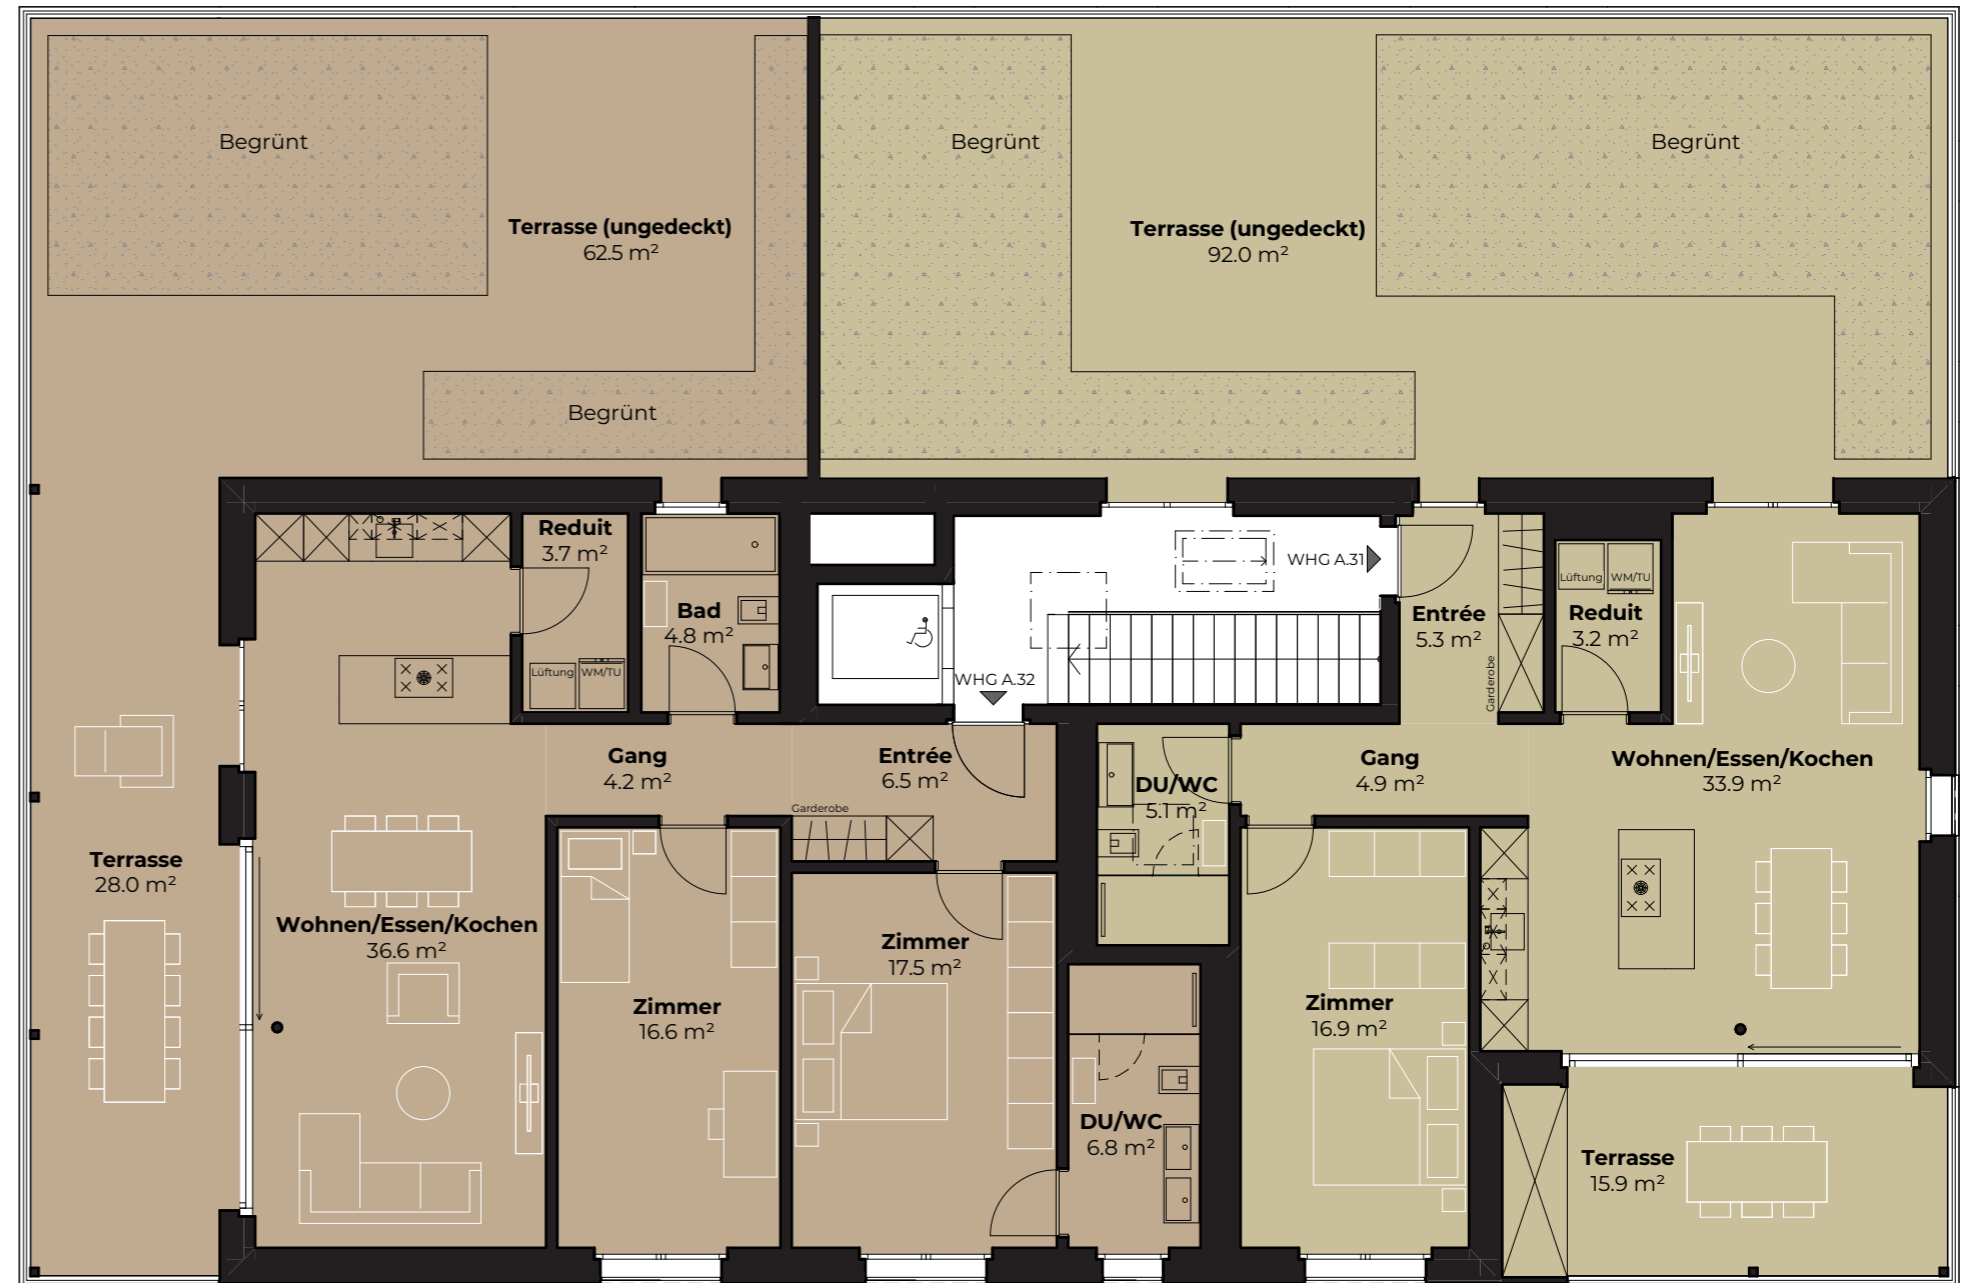 Begrünt
Begrünt
Begrünt
Terrasse (ungedeckt)
62.5 m²
Terrasse (ungedeckt)
92.0 m²
Begrünt
Reduit
3.7 m²
Lüftung
WM/TU
Bad
4.8 m²
WHG A.31
WHG A.32
Entrée
5.3 m²
Garderobe
Lüftung
WM/TU
Reduit
3.2 m²
Gang
4.2 m²
Entrée
6.5 m²
Garderobe
DU/WC
5.1 m²
Gang
4.9 m²
Wohnen/Essen/Kochen
33.9 m²
Terrasse
28.0 m²
Wohnen/Essen/Kochen
36.6 m²
Zimmer
16.6 m²
Zimmer
17.5 m²
Zimmer
16.9 m²
DU/WC
6.8 m²
Terrasse
15.9 m²